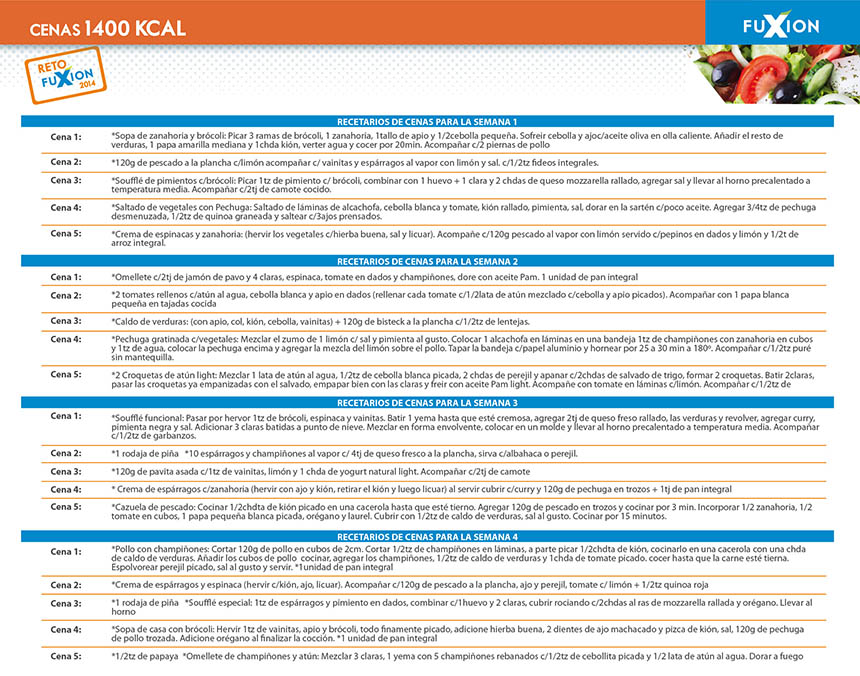 CENAS 1400 KCAL
FUXION
RETO
FUXION
2014
RECETARIOS DE CENAS PARA LA SEMANA 1
Cena 1: *Sopa de zanahoria y brócoli: Picar 3 ramas de brócoli, 1 zanahoria, 1tallo de apio y 1/2cebolla pequeña. Sofreir cebolla y ajoc/aceite oliva en olla caliente. Añadir el resto de
verduras, 1 papa amarilla mediana y 1chda kión, verter agua y cocer por 20min. Acompañar c/2 piernas de pollo
Cena 2: *120g de pescado a la plancha c/limón acompañar c/ vainitas y espárragos al vapor con limón y sal. c/1/2tz fideos integrales.
Cena 3: *Soufflé de pimientos c/brócoli: Picar 1tz de pimiento c/ brócoli, combinar con 1 huevo + 1 clara y 2 chdas de queso mozzarella rallado, agregar sal y llevar al horno precalentado a
temperatura media. Acompañar c/2tj de camote cocido.
Cena 4: *Saltado de vegetales con Pechuga: Saltado de láminas de alcachofa, cebolla blanca y tomate, kión rallado, pimienta, sal, dorar en la sartén c/poco aceite. Agregar 3/4tz de pechuga
desmenuzada, 1/2tz de quinoa graneada y saltear c/3ajos prensados.
Cena 5: *Crema de espinacas y zanahoria: (hervir los vegetales c/hierba buena, sal y licuar). Acompañe c/120g pescado al vapor con limón servido c/pepinos en dados y limón y 1/2t de
arroz integral.
RECETARIOS DE CENAS PARA LA SEMANA 2
Cena 1: *Omellete c/2tj de jamón de pavo y 4 claras, espinaca, tomate en dados y champiñones, dore con aceite Pam. 1 unidad de pan integral
Cena 2: *2 tomates rellenos c/atún al agua, cebolla blanca y apio en dados (rellenar cada tomate c/1/2lata de atún mezclado c/cebolla y apio picados). Acompañar con 1 papa blanca
pequeña en tajadas cocida
Cena 3: *Caldo de verduras: (con apio, col, kión, cebolla, vainitas) + 120g de bisteck a la plancha c/1/2tz de lentejas.
Cena 4: *Pechuga gratinada c/vegetales: Mezclar el zumo de 1 limón c/ sal y pimienta al gusto. Colocar 1 alcachofa en láminas en una bandeja 1tz de champiñones con zanahoria en cubos
y 1tz de agua, colocar la pechuga encima y agregar la mezcla del limón sobre el pollo. Tapar la bandeja c/papel aluminio y hornear por 25 a 30 min a 180º. Acompañar c/1/2tz puré
sin mantequilla.
Cena 5: *2 Croquetas de atún light: Mezclar 1 lata de atún al agua, 1/2tz de cebolla blanca picada, 2 chdas de perejil y apanar c/2chdas de salvado de trigo, formar 2 croquetas. Batir 2claras,
pasar las croquetas ya empanizadas con el salvado, empapar bien con las claras y freir con aceite Pam light. Acompañe con tomate en láminas c/limón. Acompañar c/1/2tz de
RECETARIOS DE CENAS PARA LA SEMANA 3
Cena 1: *Soufflé funcional: Pasar por hervor 1tz de brócoli, espinaca y vainitas. Batir 1 yema hasta que esté cremosa, agregar 2tj de queso freso rallado, las verduras y revolver, agregar curry,
pimienta negra y sal. Adicionar 3 claras batidas a punto de nieve. Mezclar en forma envolvente, colocar en un molde y llevar al horno precalentado a temperatura media. Acompañar
c/1/2tz de garbanzos.
Cena 2: *1 rodaja de piña *10 espárragos y champiñones al vapor c/ 4tj de queso fresco a la plancha, sirva c/albahaca o perejil.
Cena 3: *120g de pavita asada c/1tz de vainitas, limón y 1 chda de yogurt natural light. Acompañar c/2tj de camote
Cena 4: * Crema de espárragos c/zanahoria (hervir con ajo y kión, retirar el kión y luego licuar) al servir cubrir c/curry y 120g de pechuga en trozos + 1tj de pan integral
Cena 5: *Cazuela de pescado: Cocinar 1/2chdta de kión picado en una cacerola hasta que esté tierno. Agregar 120g de pescado en trozos y cocinar por 3 min. Incorporar 1/2 zanahoria, 1/2
tomate en cubos, 1 papa pequeña blanca picada, orégano y laurel. Cubrir con 1/2tz de caldo de verduras, sal al gusto. Cocinar por 15 minutos.
RECETARIOS DE CENAS PARA LA SEMANA 4
Cena 1: *Pollo con champiñones: Cortar 120g de pollo en cubos de 2cm. Cortar 1/2tz de champiñones en láminas, a parte picar 1/2chdta de kión, cocinarlo en una cacerola con una chda
de caldo de verduras. Añadir los cubos de pollo cocinar, agregar los champiñones, 1/2tz de caldo de verduras y 1chda de tomate picado. cocer hasta que la carne esté tierna.
Espolvorear perejil picado, sal al gusto y servir. *1unidad de pan integral
Cena 2: *Crema de espárragos y espinaca (hervir c/kión, ajo, licuar). Acompañar c/120g de pescado a la plancha, ajo y perejil, tomate c/ limón + 1/2tz quinoa roja
Cena 3: *1 rodaja de piña *Soufflé especial: 1tz de espárragos y pimiento en dados, combinar c/1huevo y 2 claras, cubrir rociando c/2chdas al ras de mozzarella rallada y orégano. Llevar al
horno
Cena 4: *Sopa de casa con brócoli: Hervir 1tz de vainitas, apio y brócoli, todo finamente picado, adicione hierba buena, 2 dientes de ajo machacado y pizca de kión, sal, 120g de pechuga
de pollo trozada. Adicione orégano al finalizar la cocción. *1 unidad de pan integral
Cena 5: *1/2tz de papaya *Omellete de champiñones y atún: Mezclar 3 claras, 1 yema con 5 champiñones rebanados c/1/2tz de cebollita picada y 1/2 lata de atún al agua. Dorar a fuego